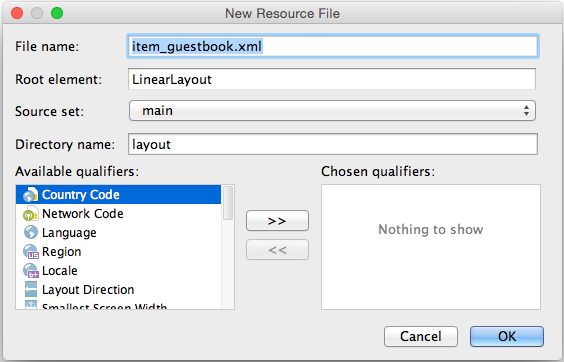 New Resource File
File name: item_guestbook.xml
Root element: LinearLayout
Source set: main
Directory name: layout
Available qualifiers: Chosen qualifiers:
Country Code
Network Code
Language
Region
Locale
Layout Direction
Smallest Screen Width
>>
<<
Nothing to show
Cancel OK